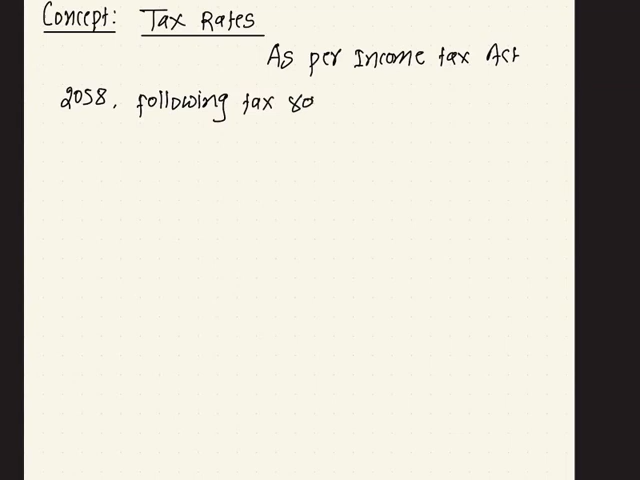 Concept: Tax Rates
As per Income tax Act
2058, following tax